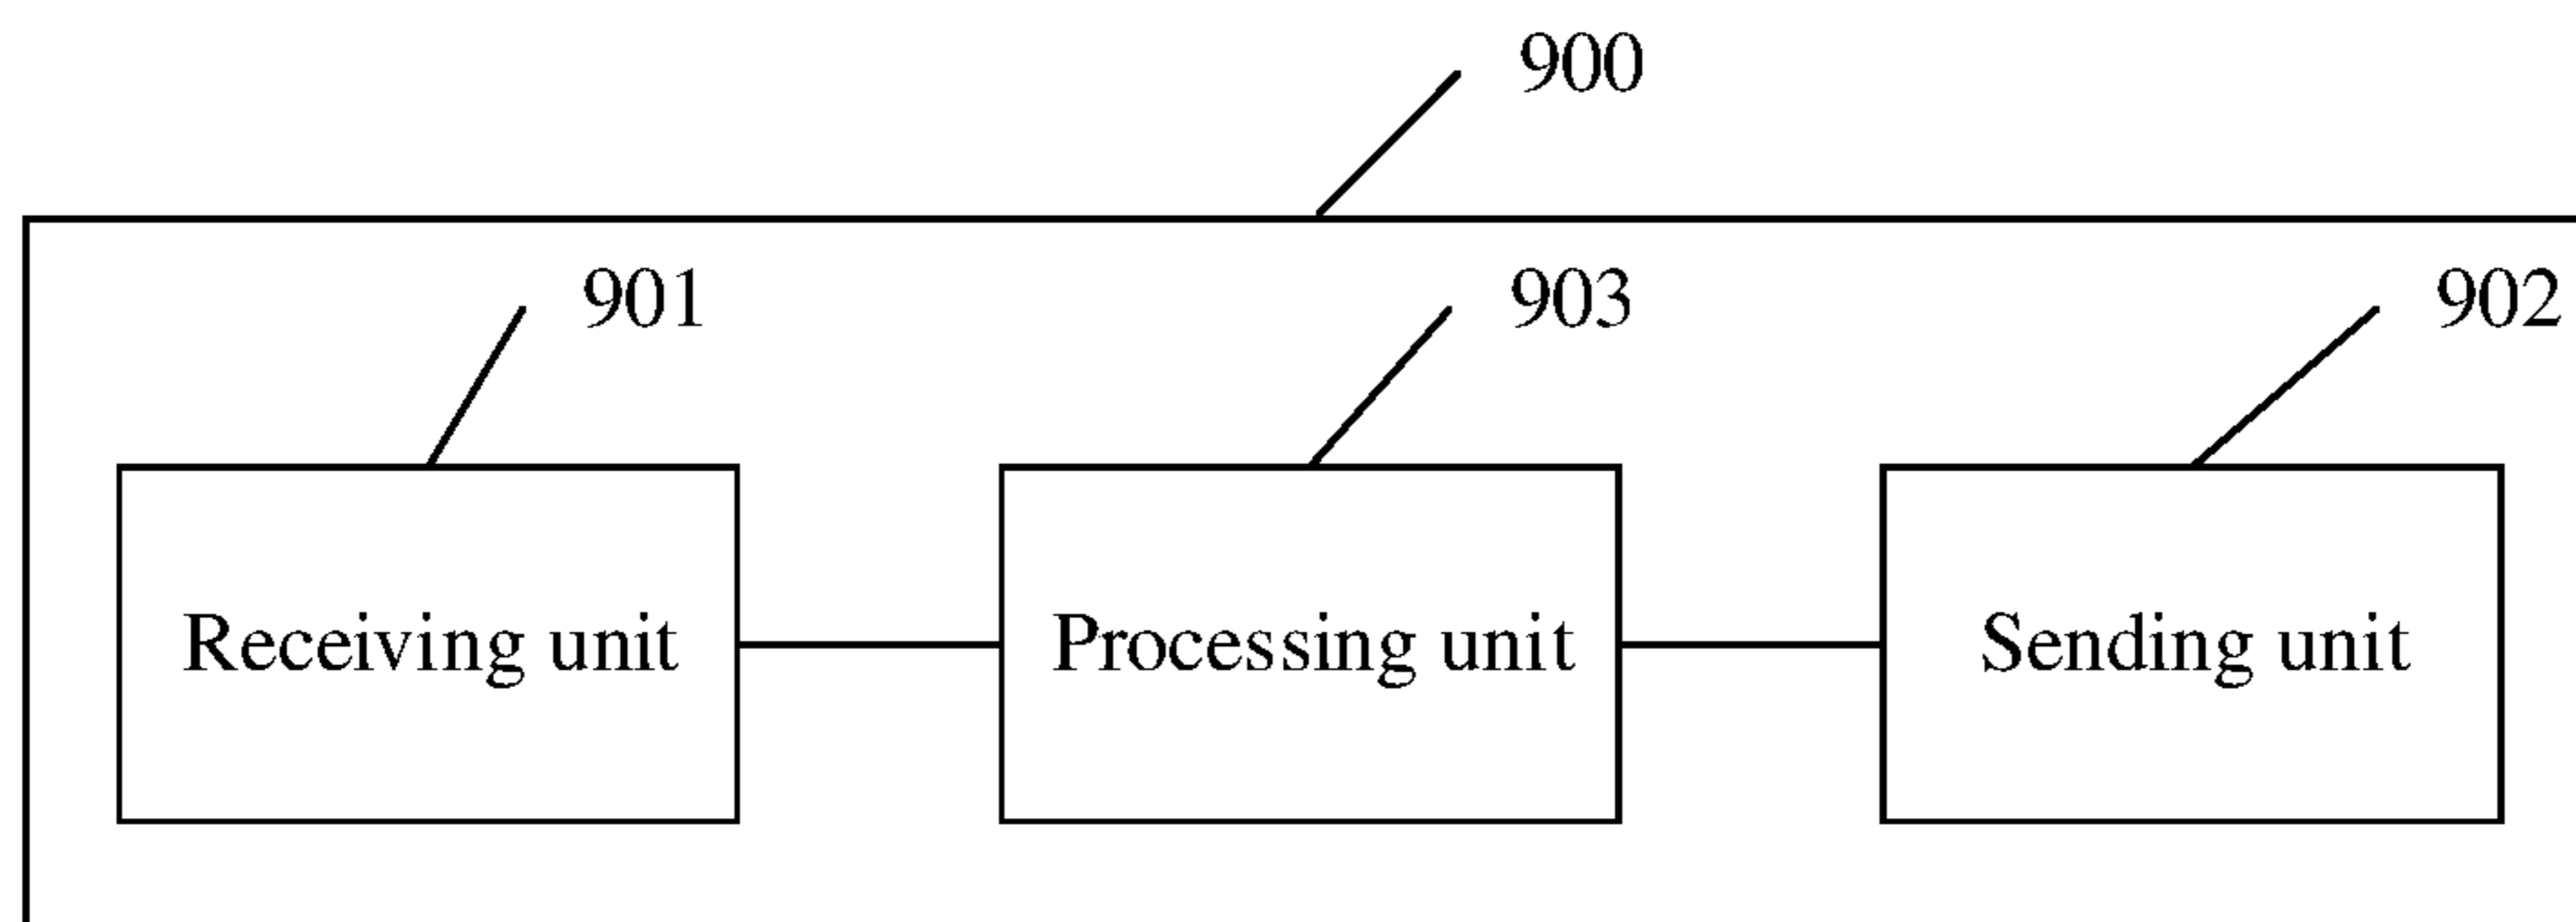 900
901
903
902
Receiving unit
Processing unit
Sending unit